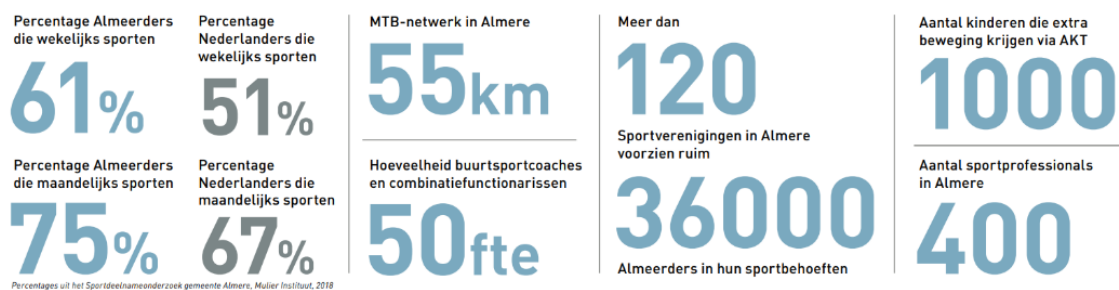 Percentage Almeerders
die wekelijks sporten
61%
Percentage
Nederlanders die
wekelijks sporten
51%
Percentage Almeerders
die maandelijks sporten
75%
Percentage
Nederlanders die
maandelijks sporten
67%
Percentages uit het Sportdeelnameonderzoek gemeente Almere, Mulier Instituut, 2018
MTB-netwerk in Almere
55km
Hoeveelheid buurtsportcoaches
en combinatiefunctionarissen
50fte
Meer dan
120
Sportverenigingen in Almere
voorzien ruim
36000
Almeerders in hun sportbehoeften
Aantal kinderen die extra
beweging krijgen via AKT
1000
Aantal sportprofessionals
in Almere
400